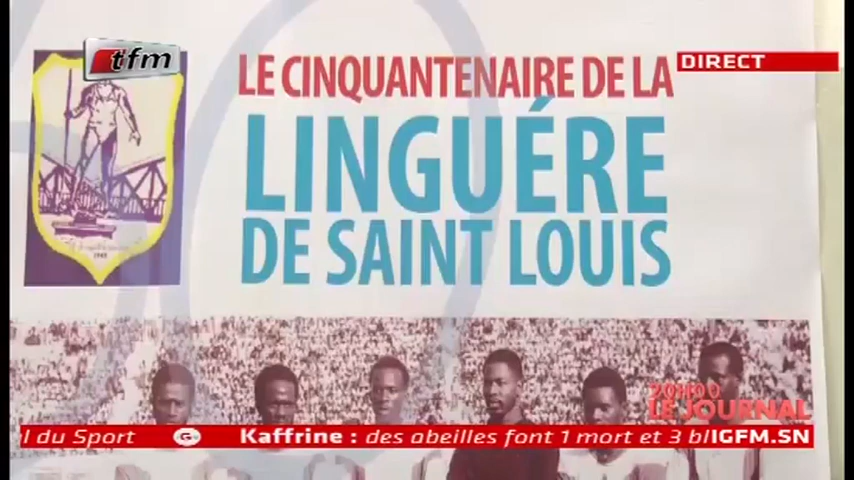 tfm
DIRECT
LE CINQUANTENAIRE DE LA
LINGUÉRE
DE SAINT LOUIS
20H00
LE JOURNAL
l du Sport
Kaffrine : des abeilles font 1 mort et 3 bl
IGFM.SN